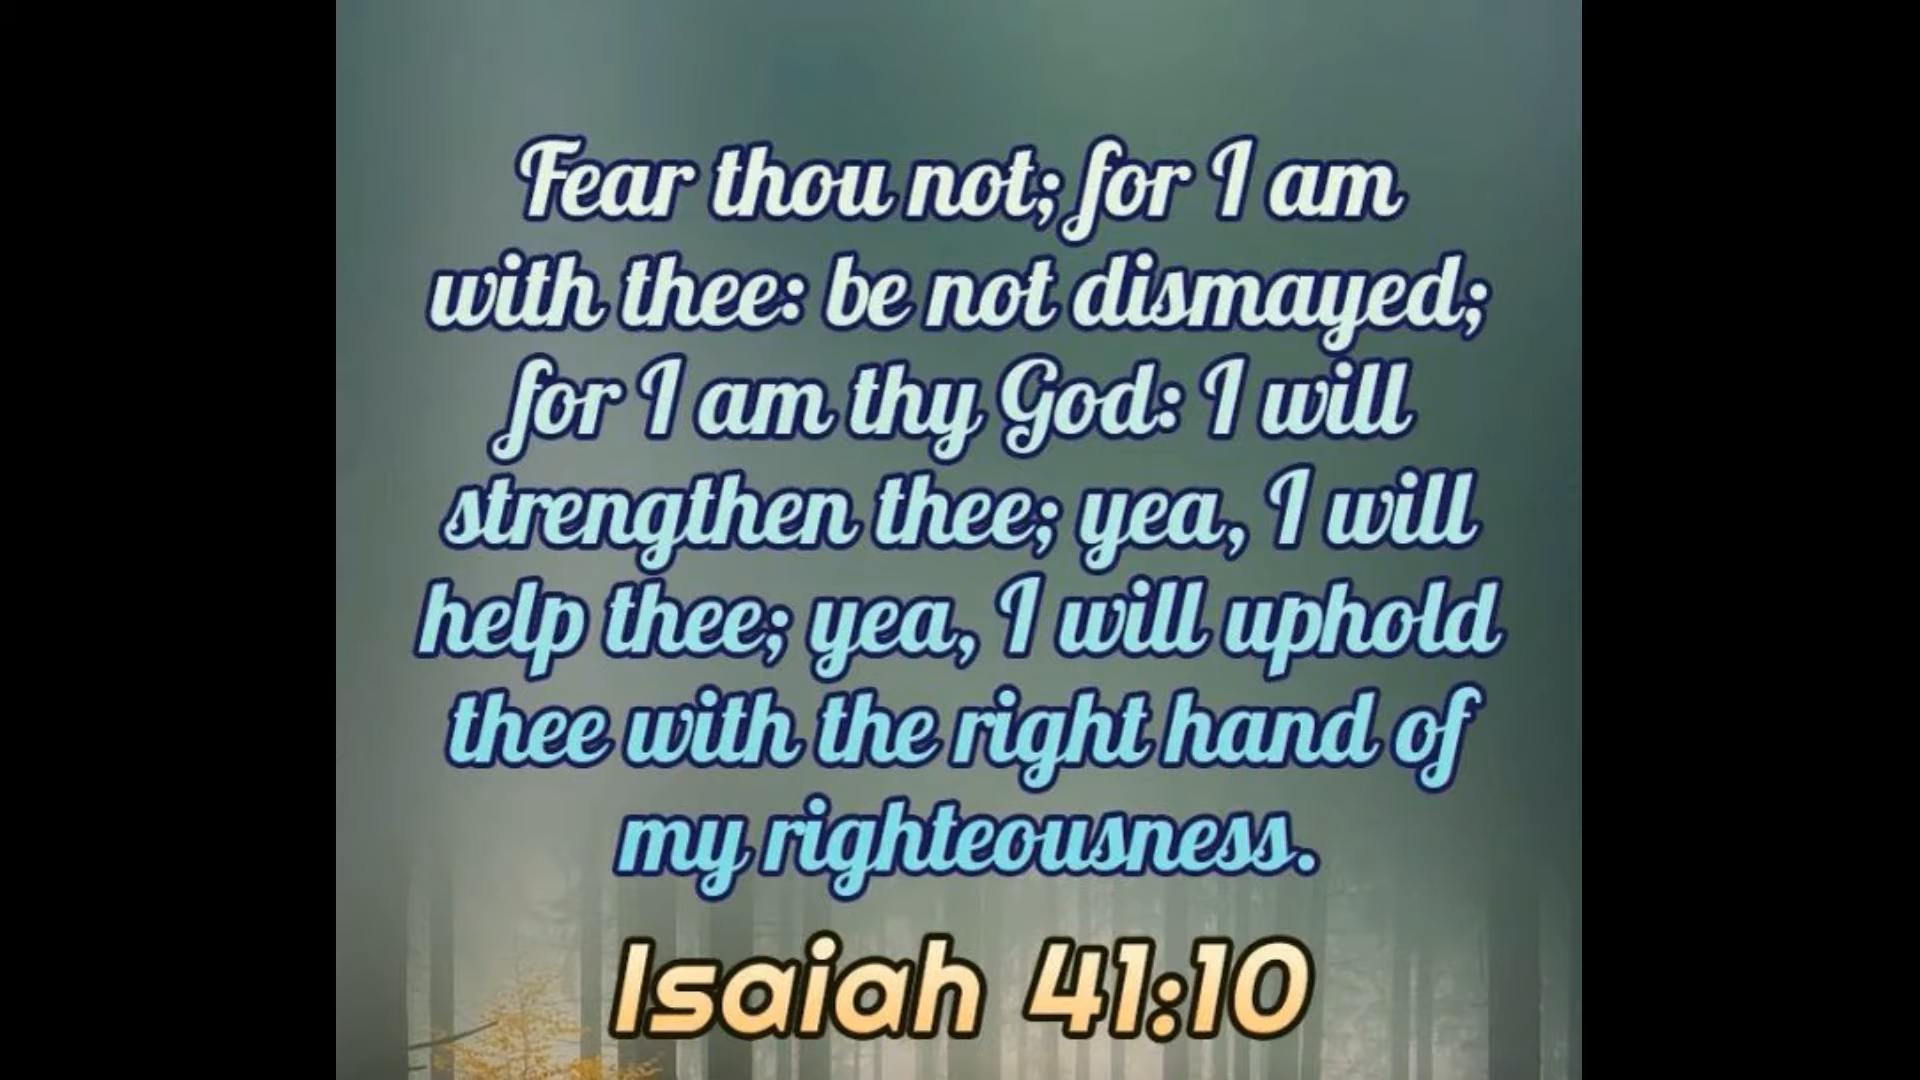 Fear thou not; for I am
with thee: be not dismayed;
for I am thy God: I will
strengthen thee; yea, I will
help thee; yea, I will uphold
thee with the right hand of
my righteousness.
Isaiah 41:10